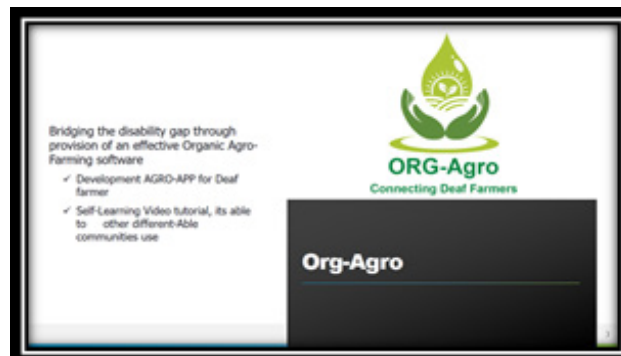 Bridging the disability gap through
provision of an effective Organic Agro-
Farming software
✓ Development AGRO-APP for Deaf
farmer
✓ Self-Learning Video tutorial, its able
to other different-Able
communities use
ORG-Agro
Connecting Deaf Farmers
Org-Agro
3